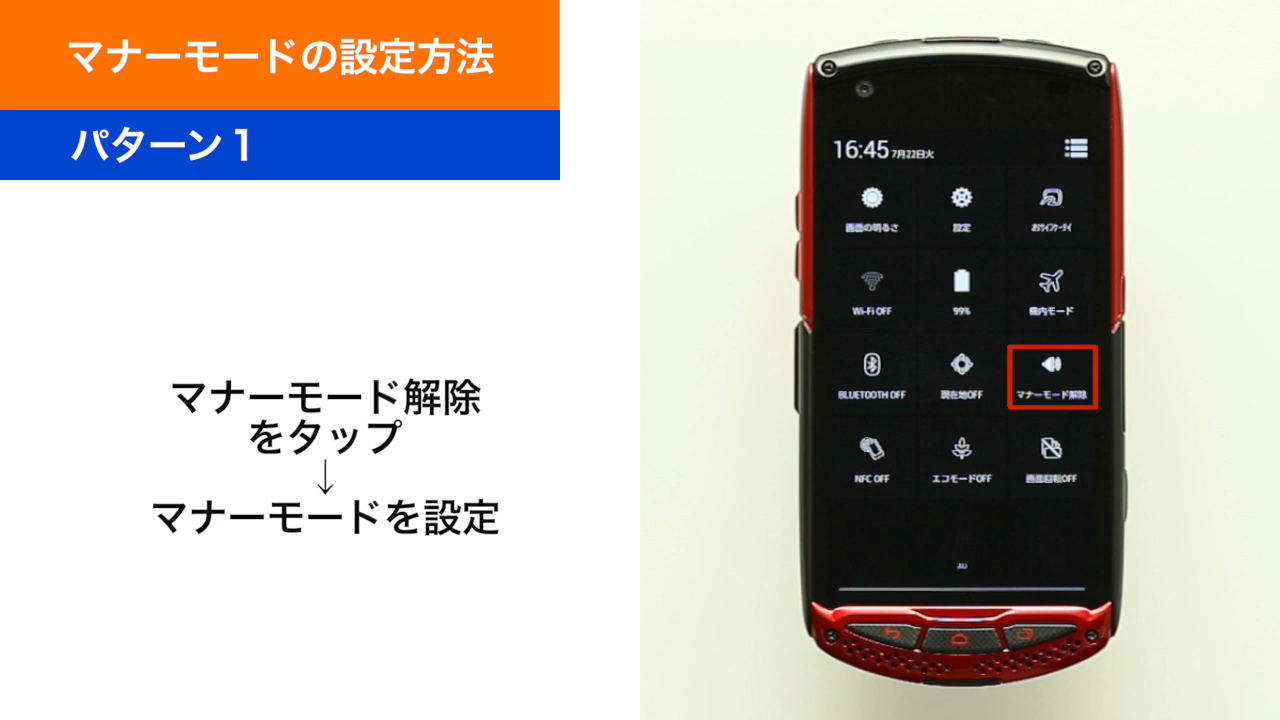 マナーモードの設定方法
パターン1
マナーモード解除
をタップ
↓
マナーモードを設定
16:45 7月22日火
画面の明るさ 設定 おサイフケータイ
Wi-Fi OFF 99% 機内モード
BLUETOOTH OFF 現在地OFF マナーモード解除
NFC OFF エコモードOFF 画面回転OFF
au